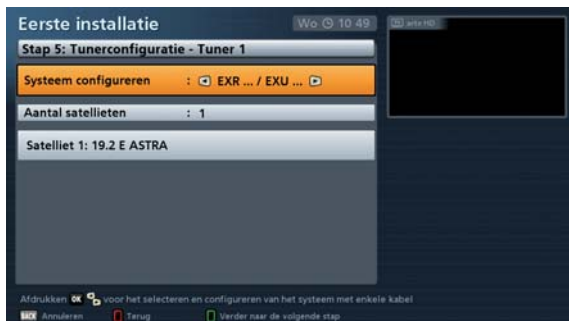 Eerste installatie
Wo 10 49
arte HD
Stap 5: Tunerconfiguratie - Tuner 1
Systeem configureren : EXR ... / EXU ...
Aantal satellieten : 1
Satelliet 1: 19.2 E ASTRA
Afdrukken OK voor het selecteren en configureren van het systeem met enkele kabel
BACK Annuleren Terug Verder naar de volgende stap